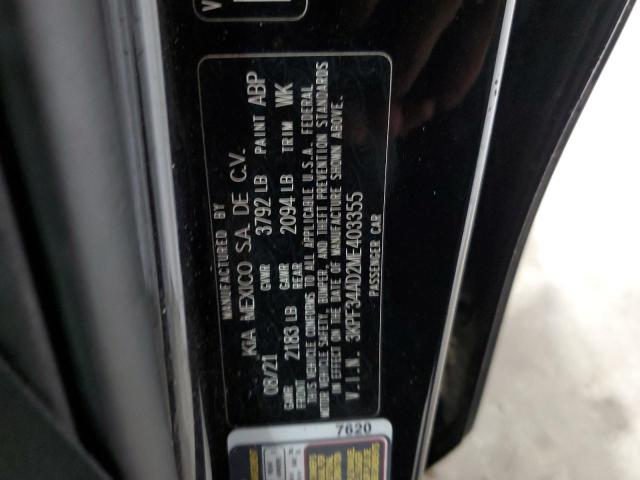 V
MANUFACTURED BY
KIA MEXICO S.A. DE C.V.
08/21 GVWR 3792 LB PAINT ABP
GAWR FRONT 2183 LB GAWR REAR 2094 LB TRIM WK
THIS VEHICLE CONFORMS TO ALL APPLICABLE U.S.A. FEDERAL
MOTOR VEHICLE SAFETY, BUMPER, AND THEFT PREVENTION STANDARDS
IN EFFECT ON THE DATE OF MANUFACTURE SHOWN ABOVE.
V.I.N. 3KPF34AD2ME403355
PASSENGER CAR
7620